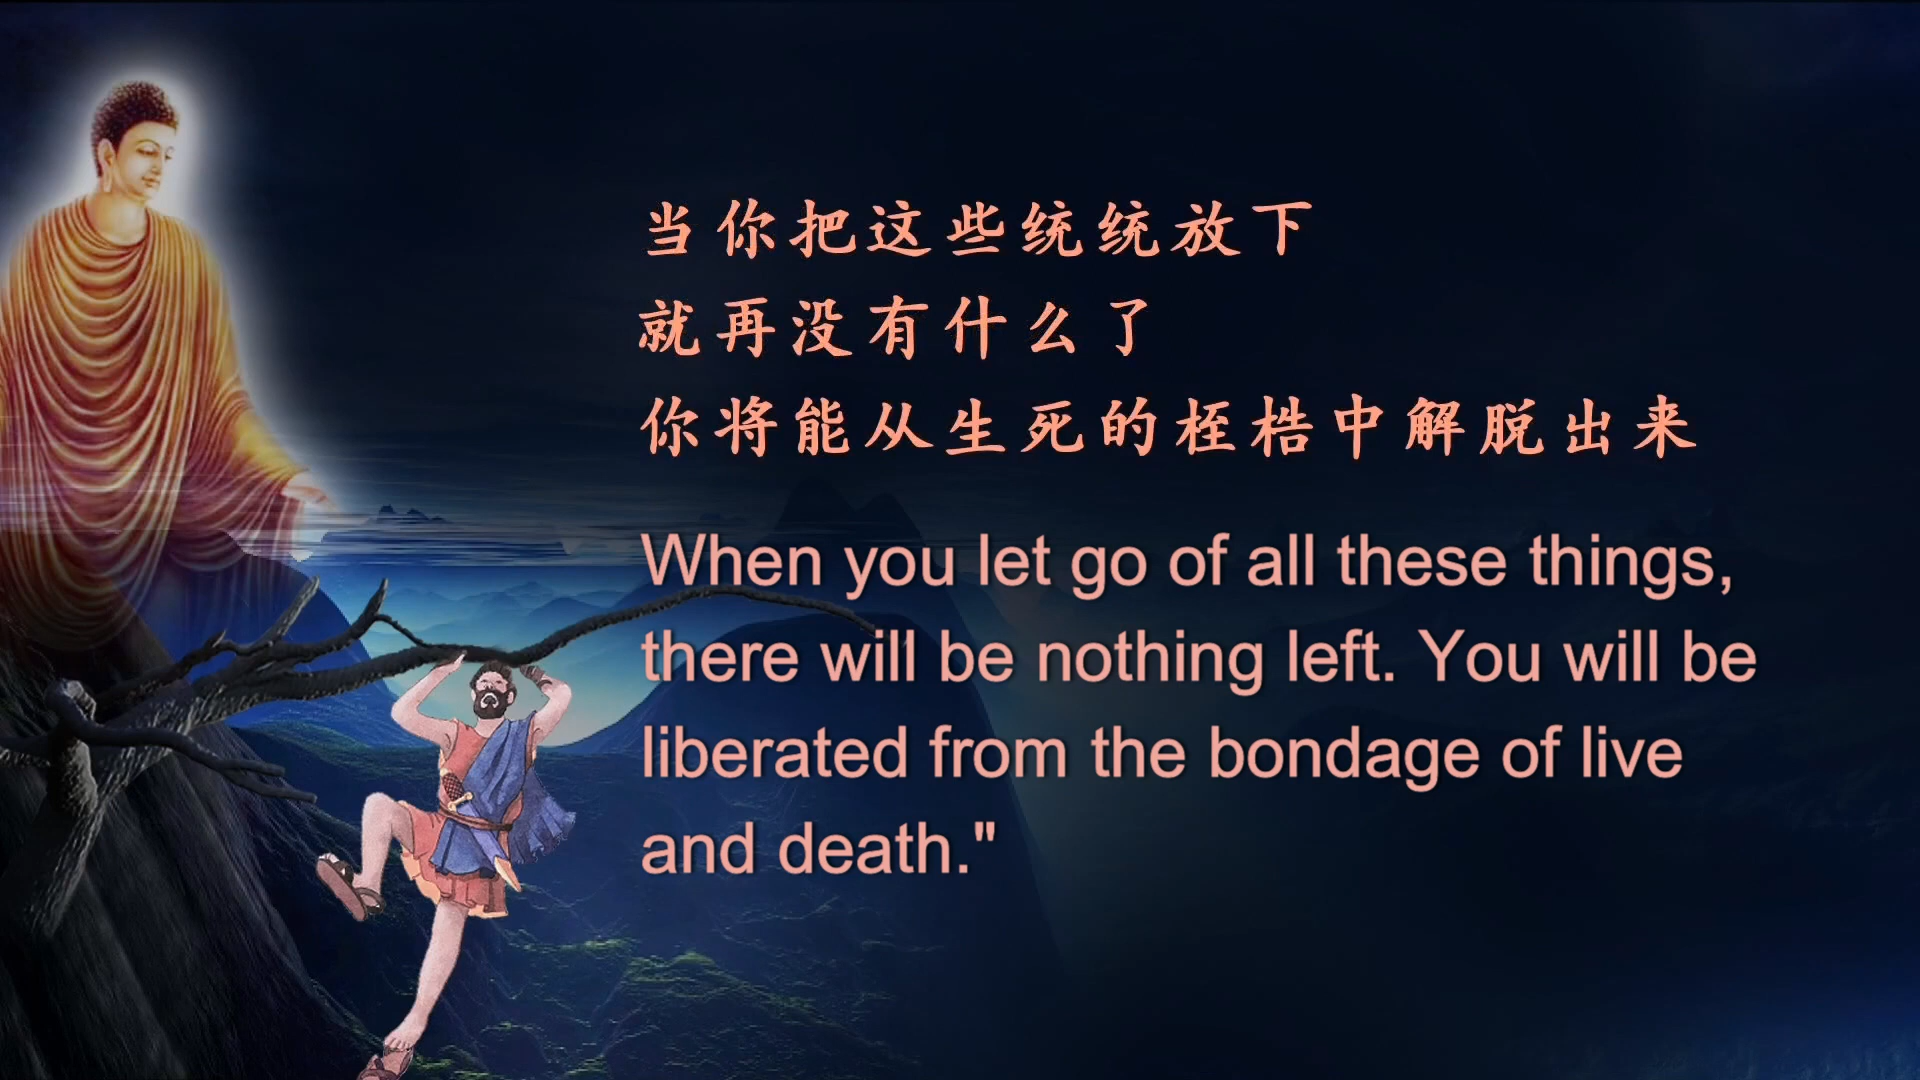 当你把这些统统放下
就再没有什么了
你将能从生死的桎梏中解脱出来
When you let go of all these things,
there will be nothing left. You will be
liberated from the bondage of live
and death."